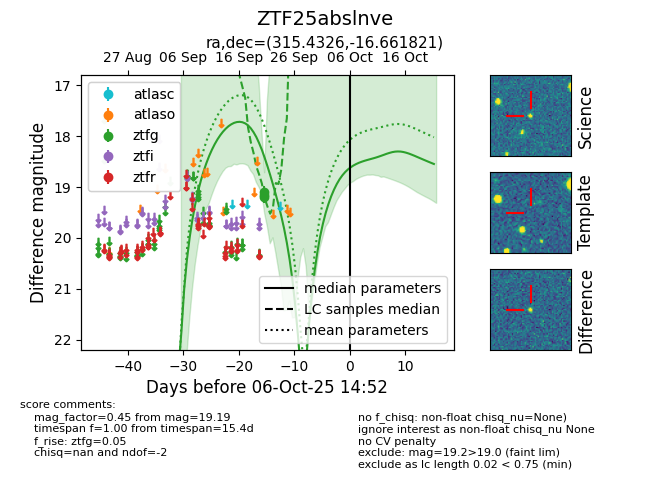 ZTF25abslnve
ra,dec=(315.4326,-16.661821)
27 Aug 06 Sep 16 Sep 26 Sep 06 Oct 16 Oct
17
18
19
20
21
22
Difference magnitude
atlasc
atlaso
ztfg
ztfi
ztfr
median parameters
LC samples median
mean parameters
−40 −30 −20 −10 0 10
Days before 06-Oct-25 14:52
Science
Template
Difference
score comments:
mag_factor=0.45 from mag=19.19
timespan f=1.00 from timespan=15.4d
f_rise: ztfg=0.05
chisq=nan and ndof=-2
no f_chisq: non-float chisq_nu=None)
ignore interest as non-float chisq_nu None
no CV penalty
exclude: mag=19.2>19.0 (faint lim)
exclude as lc length 0.02 < 0.75 (min)